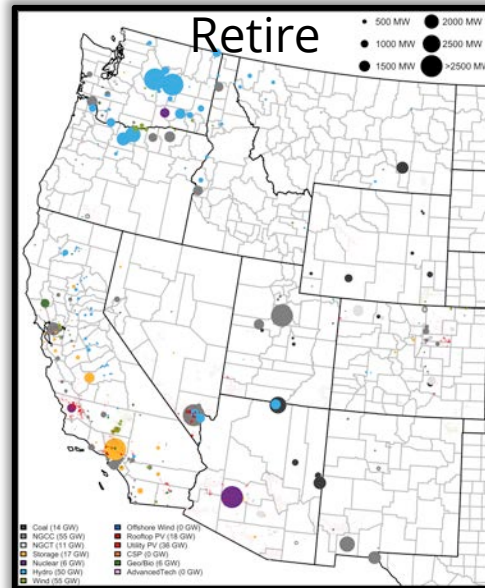 Retire
500 MW
2000 MW
1000 MW
2500 MW
1500 MW
>2500 MW
Coal (14 GW)
NGCC (55 GW)
NGCT (11 GW)
Storage (17 GW)
Nuclear (6 GW)
Hydro (50 GW)
Wind (55 GW)
Offshore Wind (0 GW)
Rooftop PV (18 GW)
Utility PV (36 GW)
CSP (0 GW)
Geo/Bio (6 GW)
AdvancedTech (0 GW)